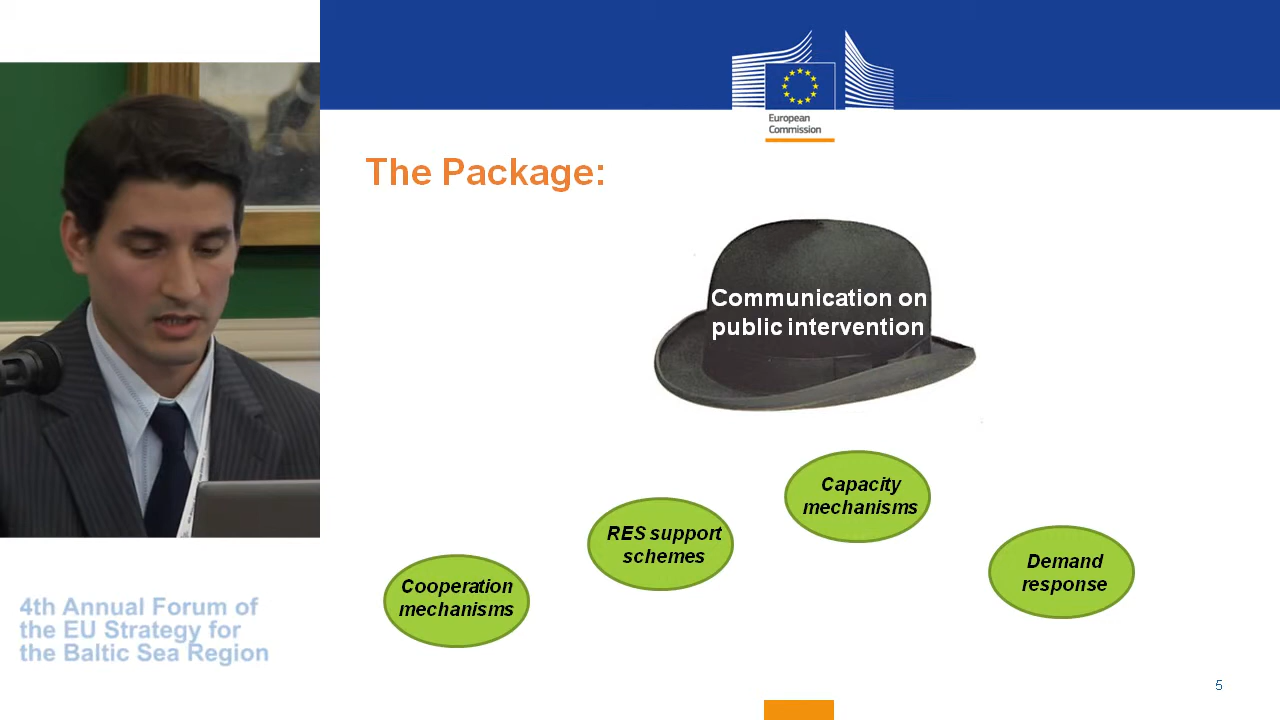 European
Commission
The Package:
Communication on
public intervention
Capacity
mechanisms
RES support
schemes
Demand
response
Cooperation
mechanisms
4th Annual Forum of
the EU Strategy for
the Baltic Sea Region
5